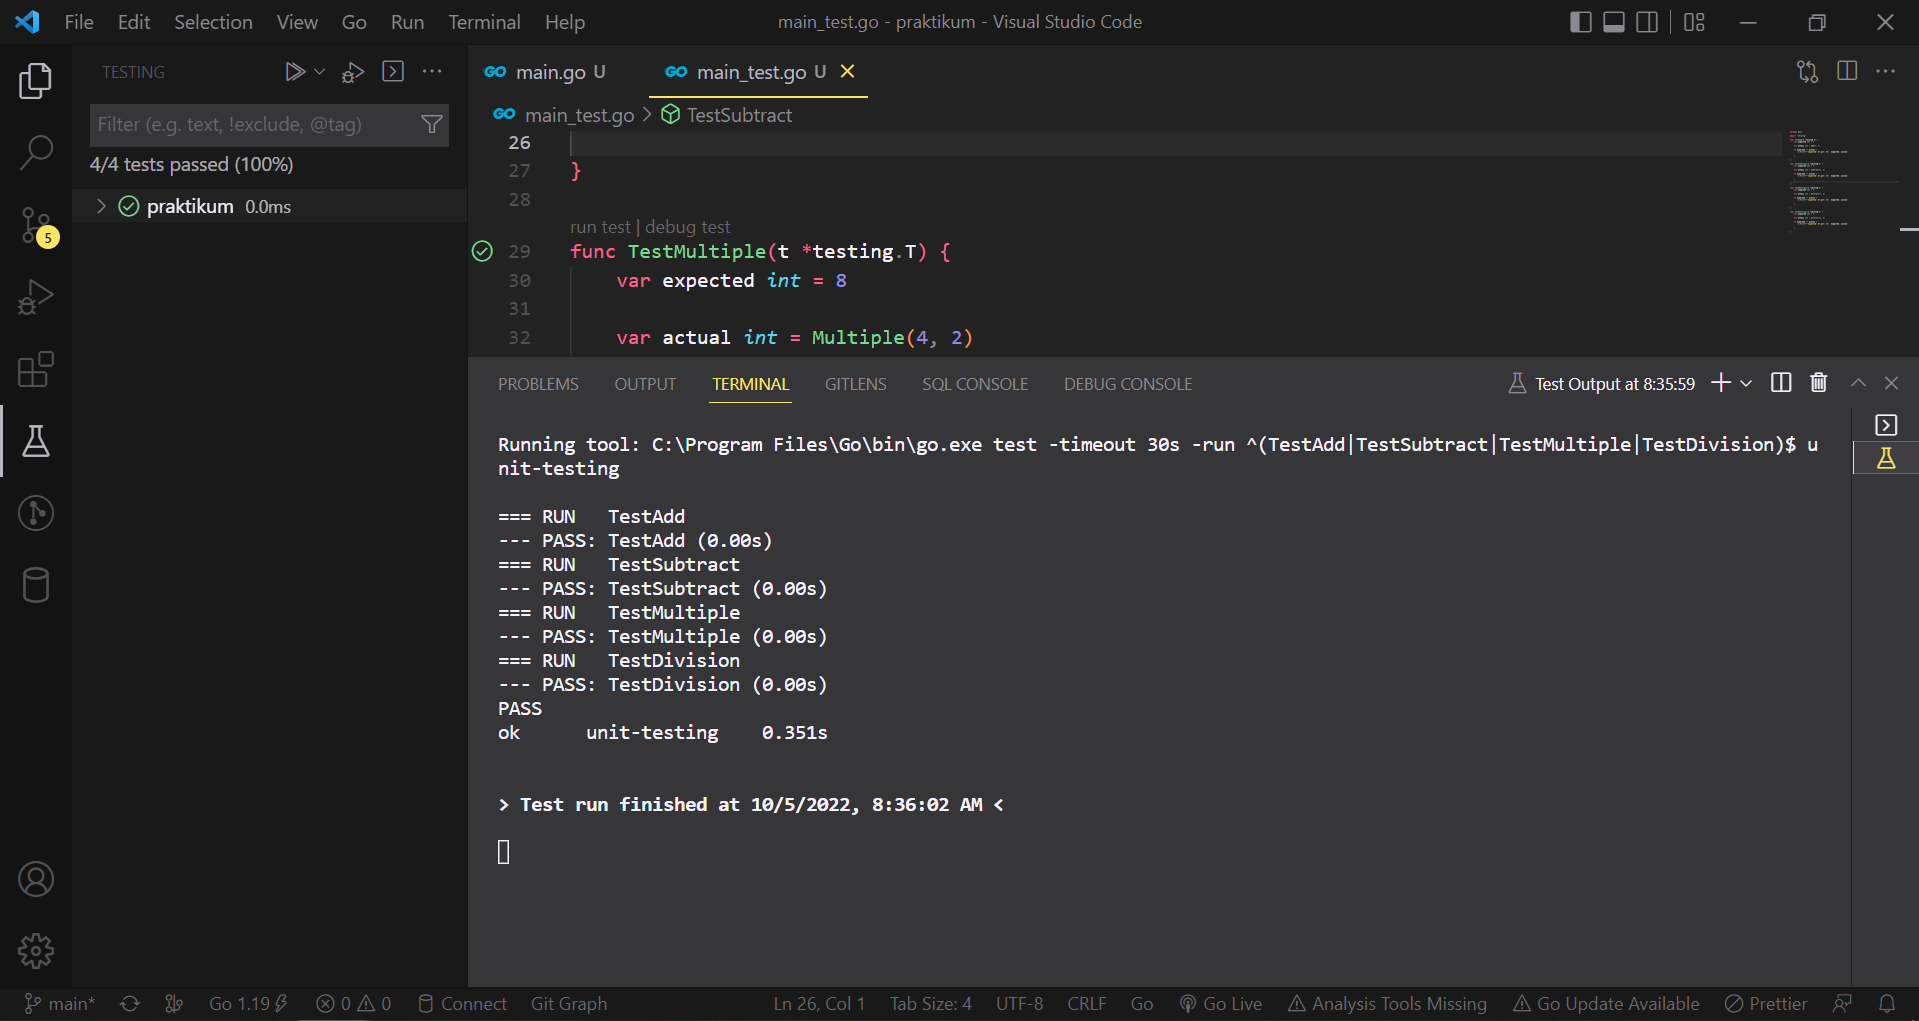 File Edit Selection View Go Run Terminal Help
main_test.go - praktikum - Visual Studio Code
TESTING
Filter (e.g. text, !exclude, @tag)
4/4 tests passed (100%)
praktikum 0.0ms
5
GO main.go U
GO main_test.go U
GO main_test.go > TestSubtract
26
27 }
28
run test | debug test
29 func TestMultiple(t *testing.T) {
30 var expected int = 8
31
32 var actual int = Multiple(4, 2)
PROBLEMS OUTPUT TERMINAL GITLENS SQL CONSOLE DEBUG CONSOLE
Test Output at 8:35:59
Running tool: C:\Program Files\Go\bin\go.exe test -timeout 30s -run ^(TestAdd|TestSubtract|TestMultiple|TestDivision)$ u
nit-testing
=== RUN   TestAdd
--- PASS: TestAdd (0.00s)
=== RUN   TestSubtract
--- PASS: TestSubtract (0.00s)
=== RUN   TestMultiple
--- PASS: TestMultiple (0.00s)
=== RUN   TestDivision
--- PASS: TestDivision (0.00s)
PASS
ok      unit-testing    0.351s
> Test run finished at 10/5/2022, 8:36:02 AM <
main* Go 1.19 0 0 Connect Git Graph Ln 26, Col 1 Tab Size: 4 UTF-8 CRLF Go Go Live Analysis Tools Missing Go Update Available Prettier